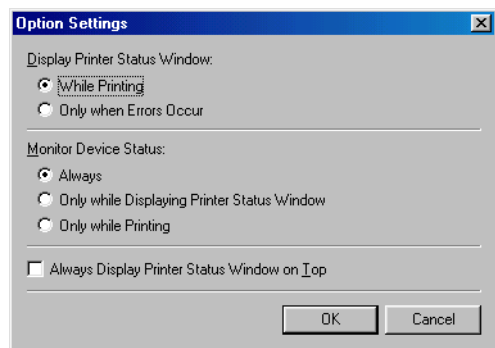 Option Settings
Display Printer Status Window:
While Printing
Only when Errors Occur
Monitor Device Status:
Always
Only while Displaying Printer Status Window
Only while Printing
Always Display Printer Status Window on Top
OK Cancel